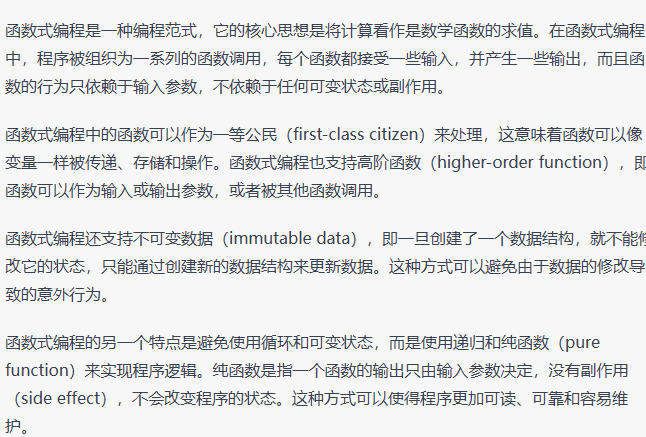 函数式编程是一种编程范式，它的核心思想是将计算看作是数学函数的求值。在函数式编程
中，程序被组织为一系列的函数调用，每个函数都接受一些输入，并产生一些输出，而且函
数的行为只依赖于输入参数，不依赖于任何可变状态或副作用。
函数式编程中的函数可以作为一等公民（first-class citizen）来处理，这意味着函数可以像
变量一样被传递、存储和操作。函数式编程也支持高阶函数（higher-order function），即
函数可以作为输入或输出参数，或者被其他函数调用。
函数式编程还支持不可变数据（immutable data），即一旦创建了一个数据结构，就不能修
改它的状态，只能通过创建新的数据结构来更新数据。这种方式可以避免由于数据的修改导
致的意外行为。
函数式编程的另一个特点是避免使用循环和可变状态，而是使用递归和纯函数（pure
function）来实现程序逻辑。纯函数是指一个函数的输出只由输入参数决定，没有副作用
（side effect），不会改变程序的状态。这种方式可以使得程序更加可读、可靠和容易维
护。